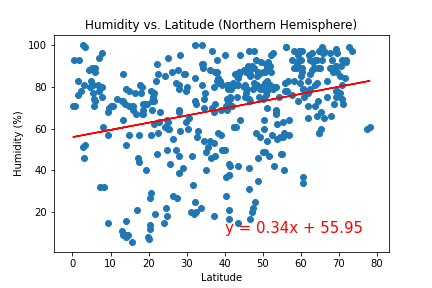 Humidity vs. Latitude (Northern Hemisphere)
100
80
60
40
20
Humidity (%)
y = 0.34x + 55.95
0 10 20 30 40 50 60 70 80
Latitude